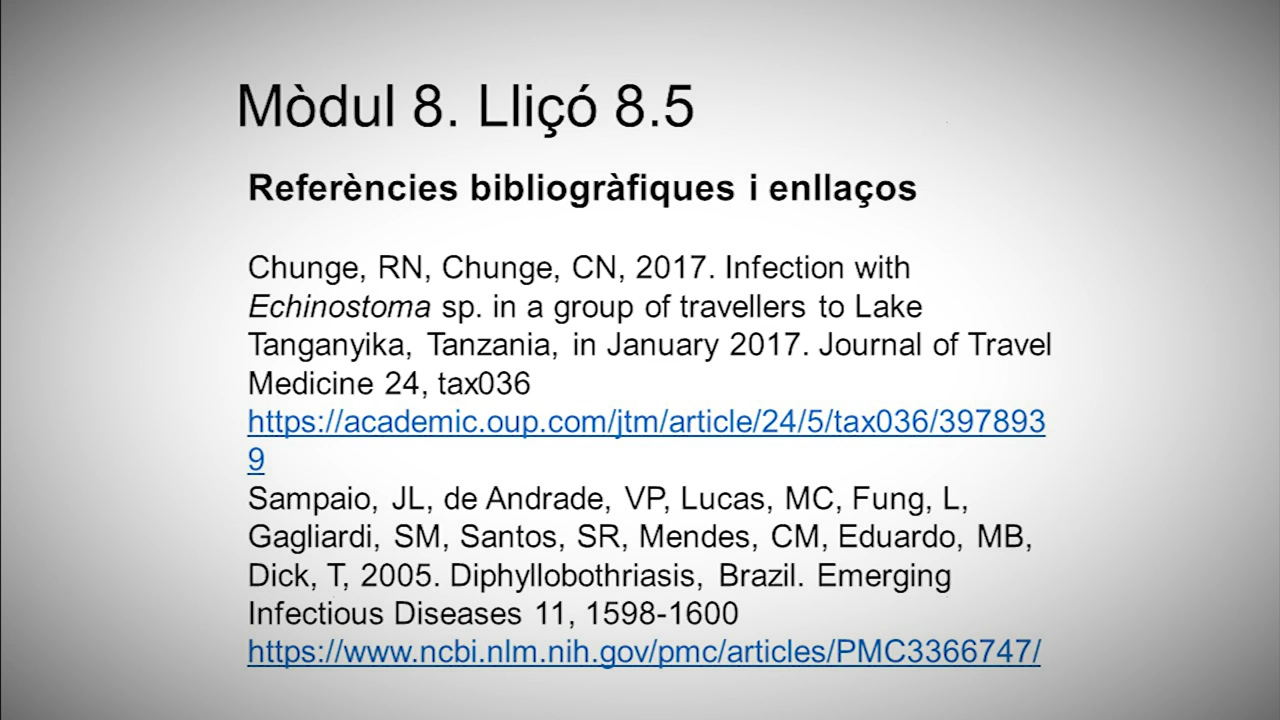 Mòdul 8. Lliçó 8.5
Referències bibliogràfiques i enllaços
Chunge, RN, Chunge, CN, 2017. Infection with
Echinostoma sp. in a group of travellers to Lake
Tanganyika, Tanzania, in January 2017. Journal of Travel
Medicine 24, tax036
https://academic.oup.com/jtm/article/24/5/tax036/397893
9
Sampaio, JL, de Andrade, VP, Lucas, MC, Fung, L,
Gagliardi, SM, Santos, SR, Mendes, CM, Eduardo, MB,
Dick, T, 2005. Diphyllobothriasis, Brazil. Emerging
Infectious Diseases 11, 1598-1600
https://www.ncbi.nlm.nih.gov/pmc/articles/PMC3366747/